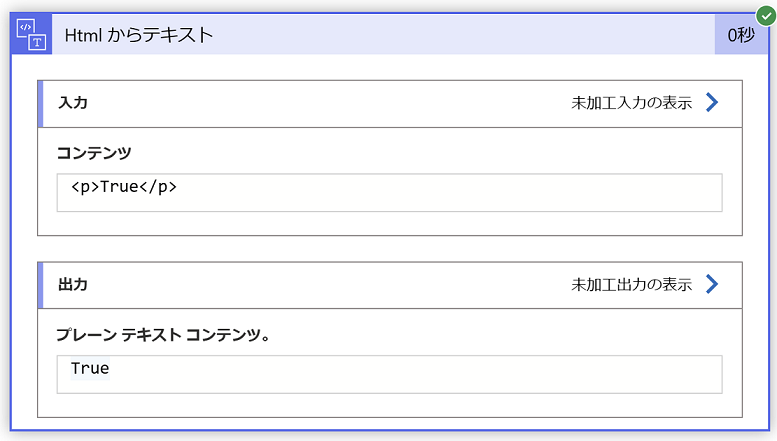 Html からテキスト
0秒
入力
未加工入力の表示
コンテンツ
<p>True</p>
出力
未加工出力の表示
プレーン テキスト コンテンツ。
True